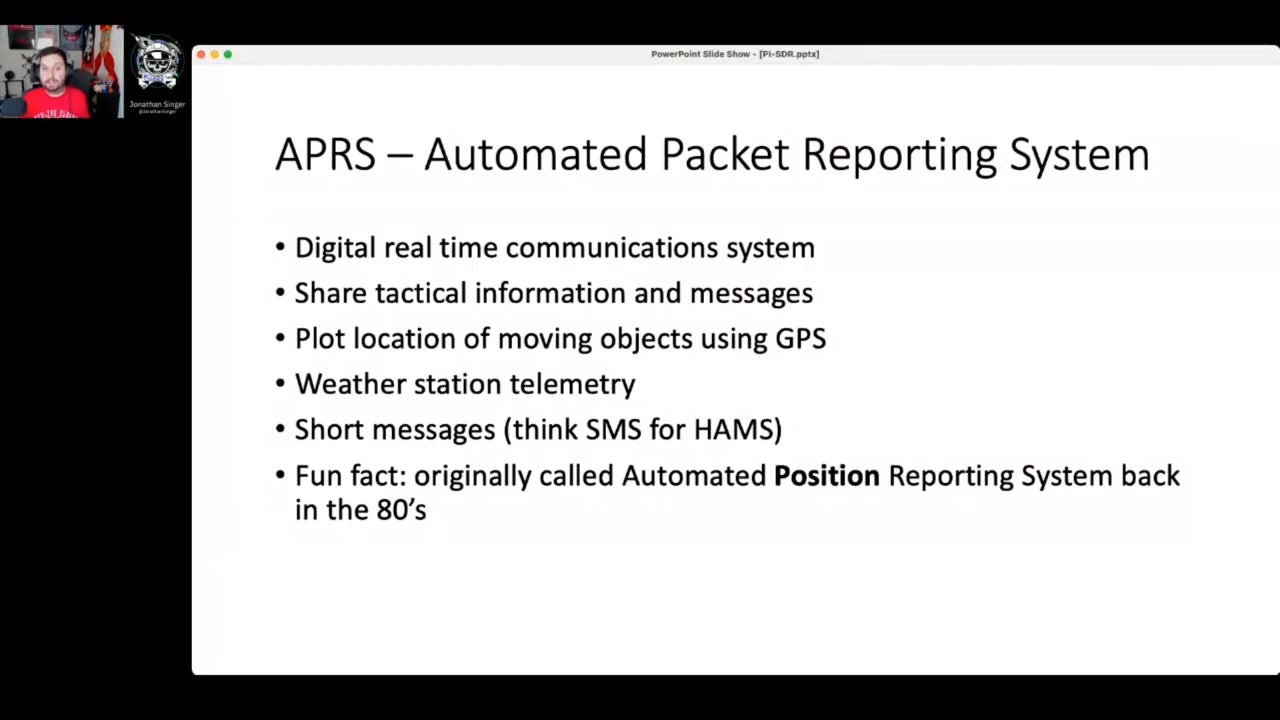 PowerPoint Slide Show - [PI-SDR.pptx]
Jonathan Singer
@JonathanSinger
APRS – Automated Packet Reporting System
• Digital real time communications system
• Share tactical information and messages
• Plot location of moving objects using GPS
• Weather station telemetry
• Short messages (think SMS for HAMS)
• Fun fact: originally called Automated Position Reporting System back
in the 80’s